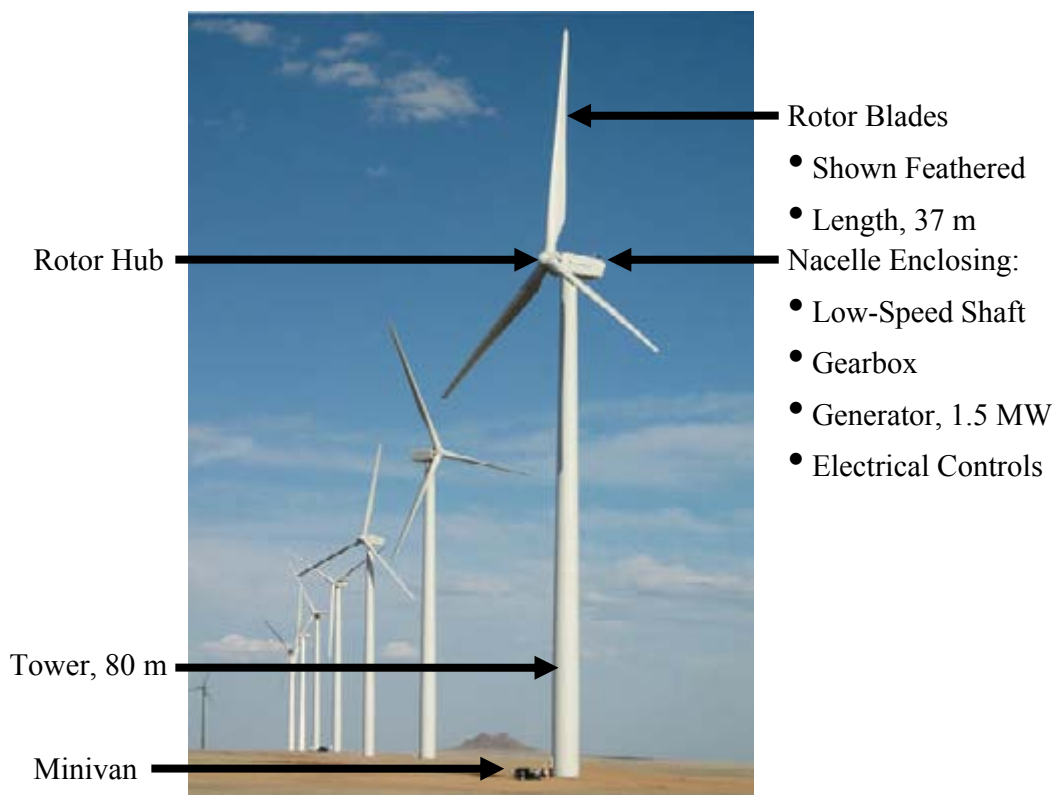 Rotor Blades
• Shown Feathered
• Length, 37 m
Rotor Hub
Nacelle Enclosing:
• Low-Speed Shaft
• Gearbox
• Generator, 1.5 MW
• Electrical Controls
Tower, 80 m
Minivan